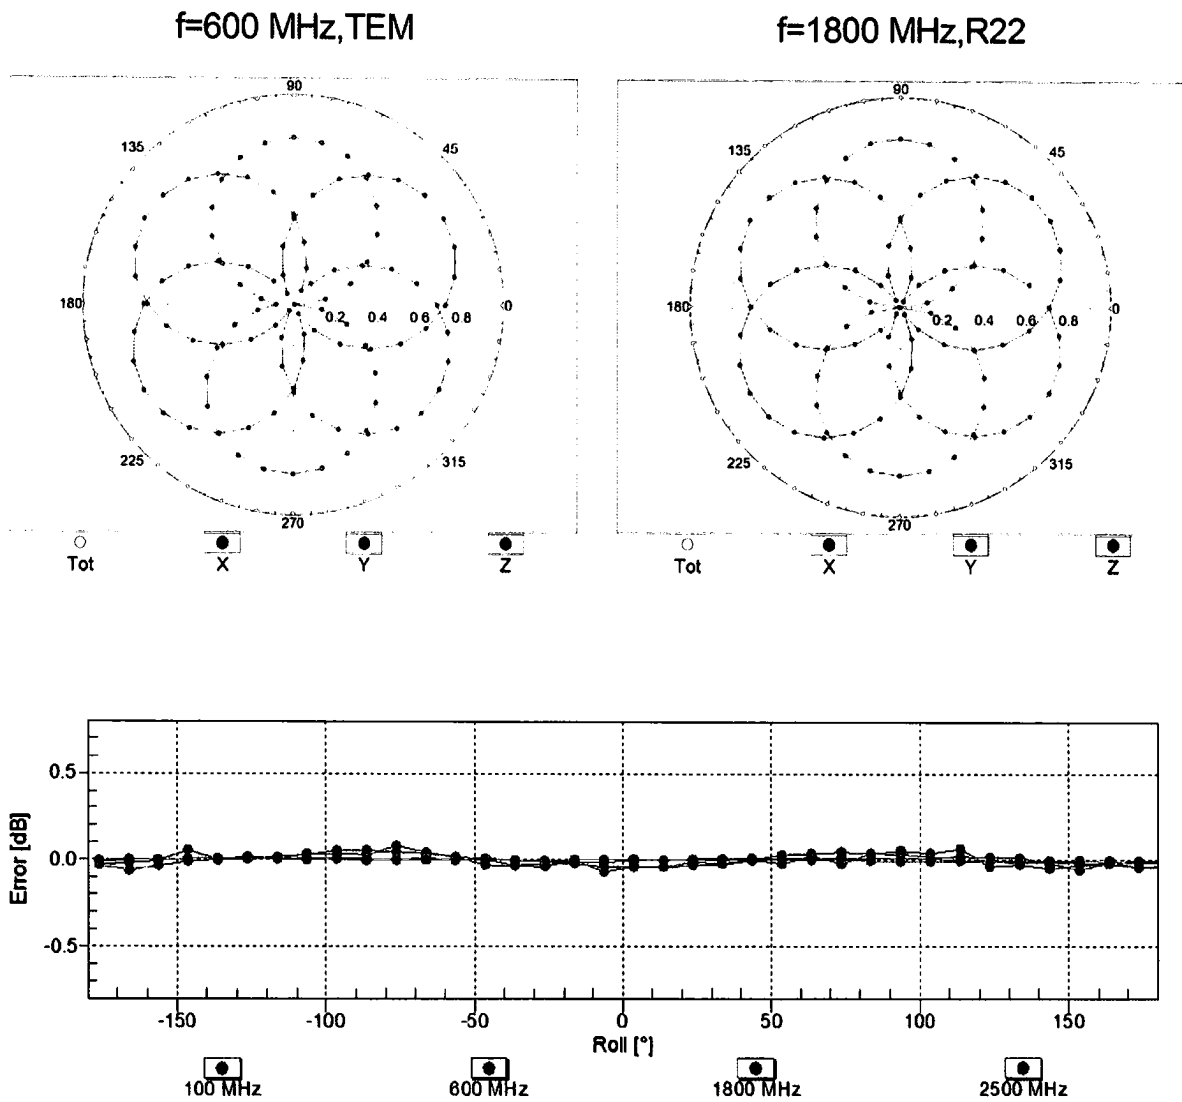 f=600 MHz,TEM
f=1800 MHz,R22
90
135
45
180
0.2 0.4 0.6 0.8
0
225
315
270
Tot X Y Z
90
135
45
180
0.2 0.4 0.6 0.8
0
225
315
270
Tot X Y Z
Error [dB]
0.5
0.0
-0.5
-150 -100 -50 0 50 100 150
Roll [°]
100 MHz 600 MHz 1800 MHz 2500 MHz